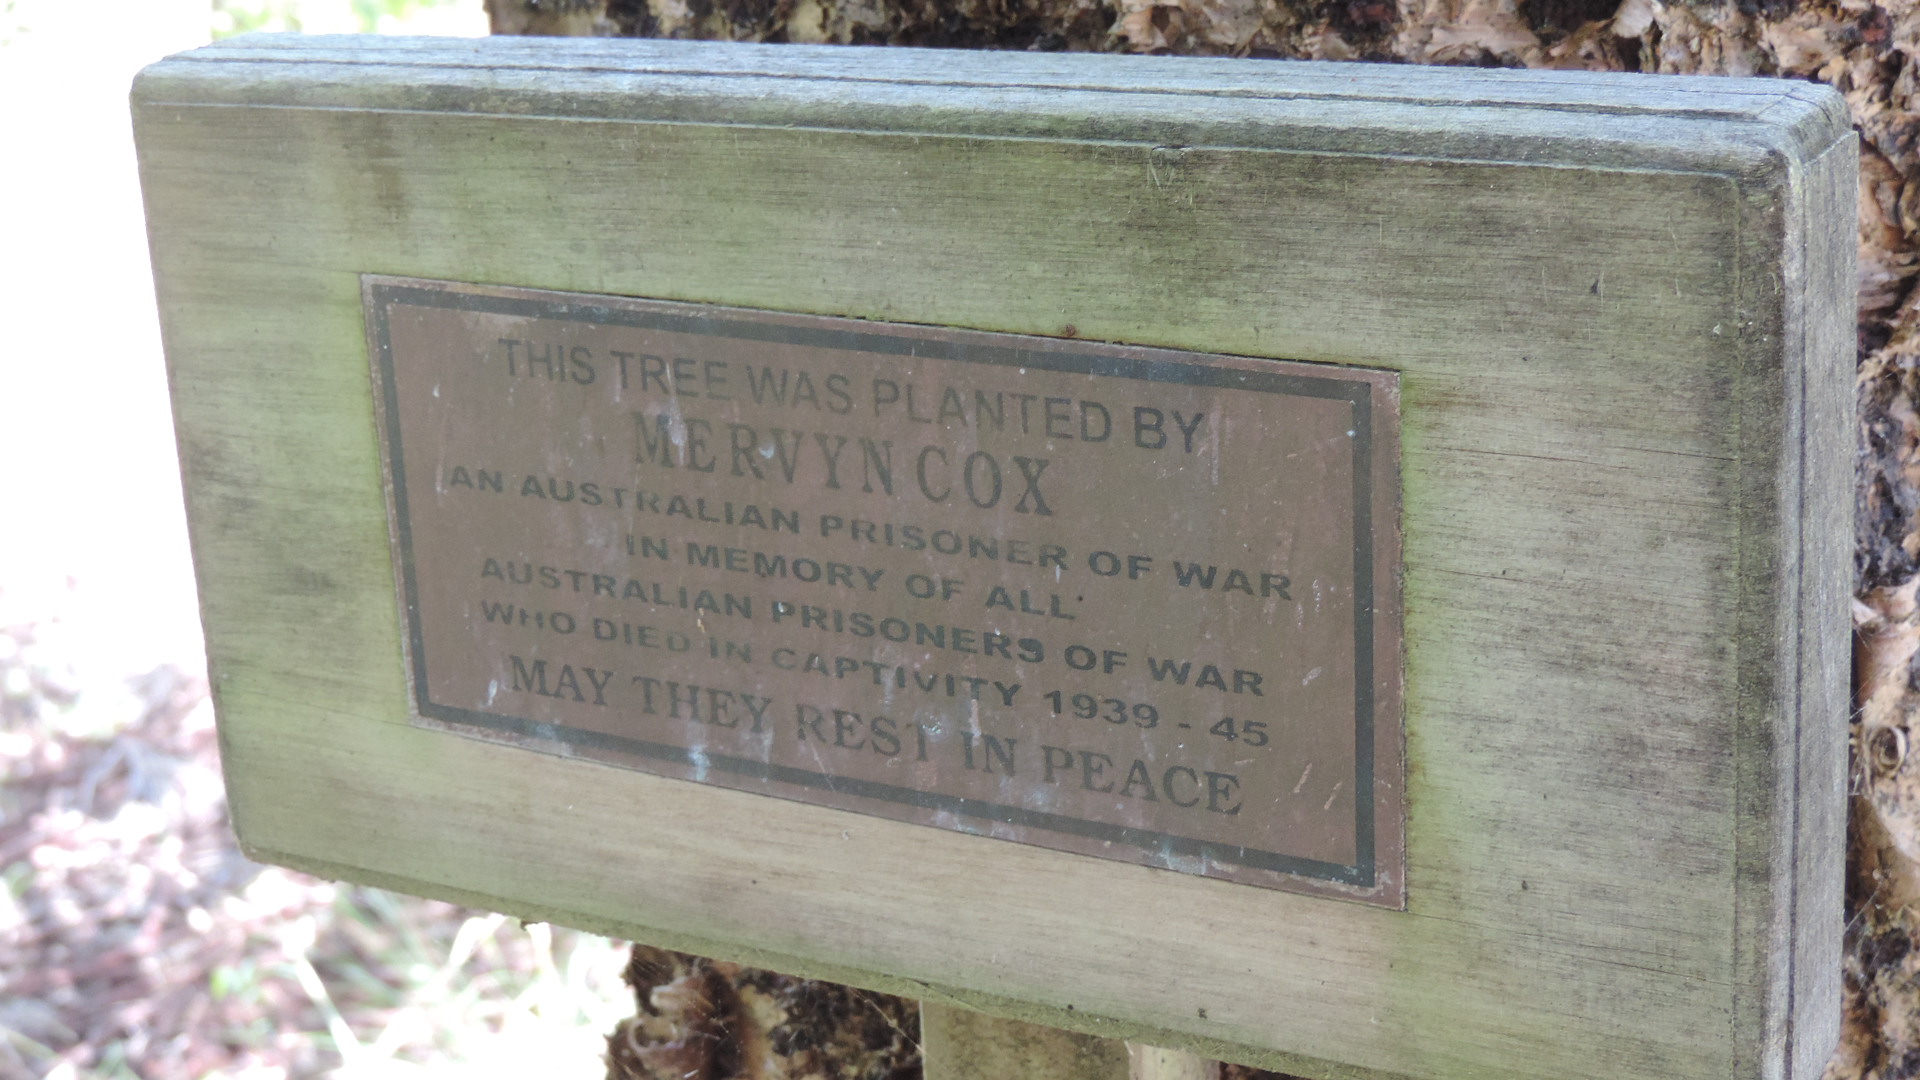 THIS TREE WAS PLANTED BY
MERVYN COX
AN AUSTRALIAN PRISONER OF WAR
IN MEMORY OF ALL
AUSTRALIAN PRISONERS OF WAR
WHO DIED IN CAPTIVITY 1939 - 45
MAY THEY REST IN PEACE